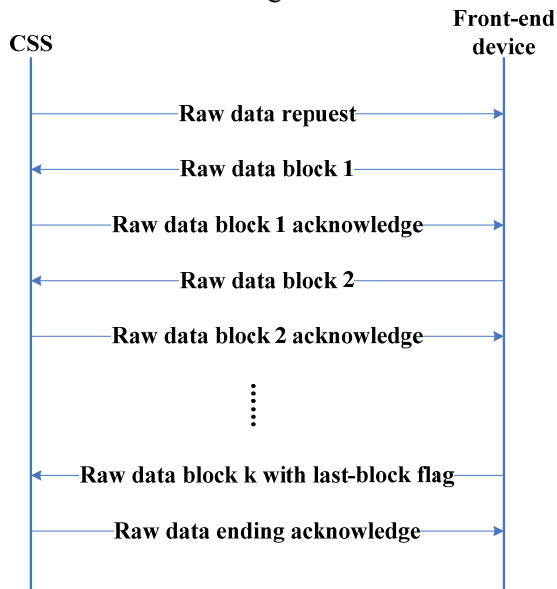 Front-end
device
CSS
Raw data repuest
Raw data block 1
Raw data block 1 acknowledge
Raw data block 2
Raw data block 2 acknowledge
Raw data block k with last-block flag
Raw data ending acknowledge